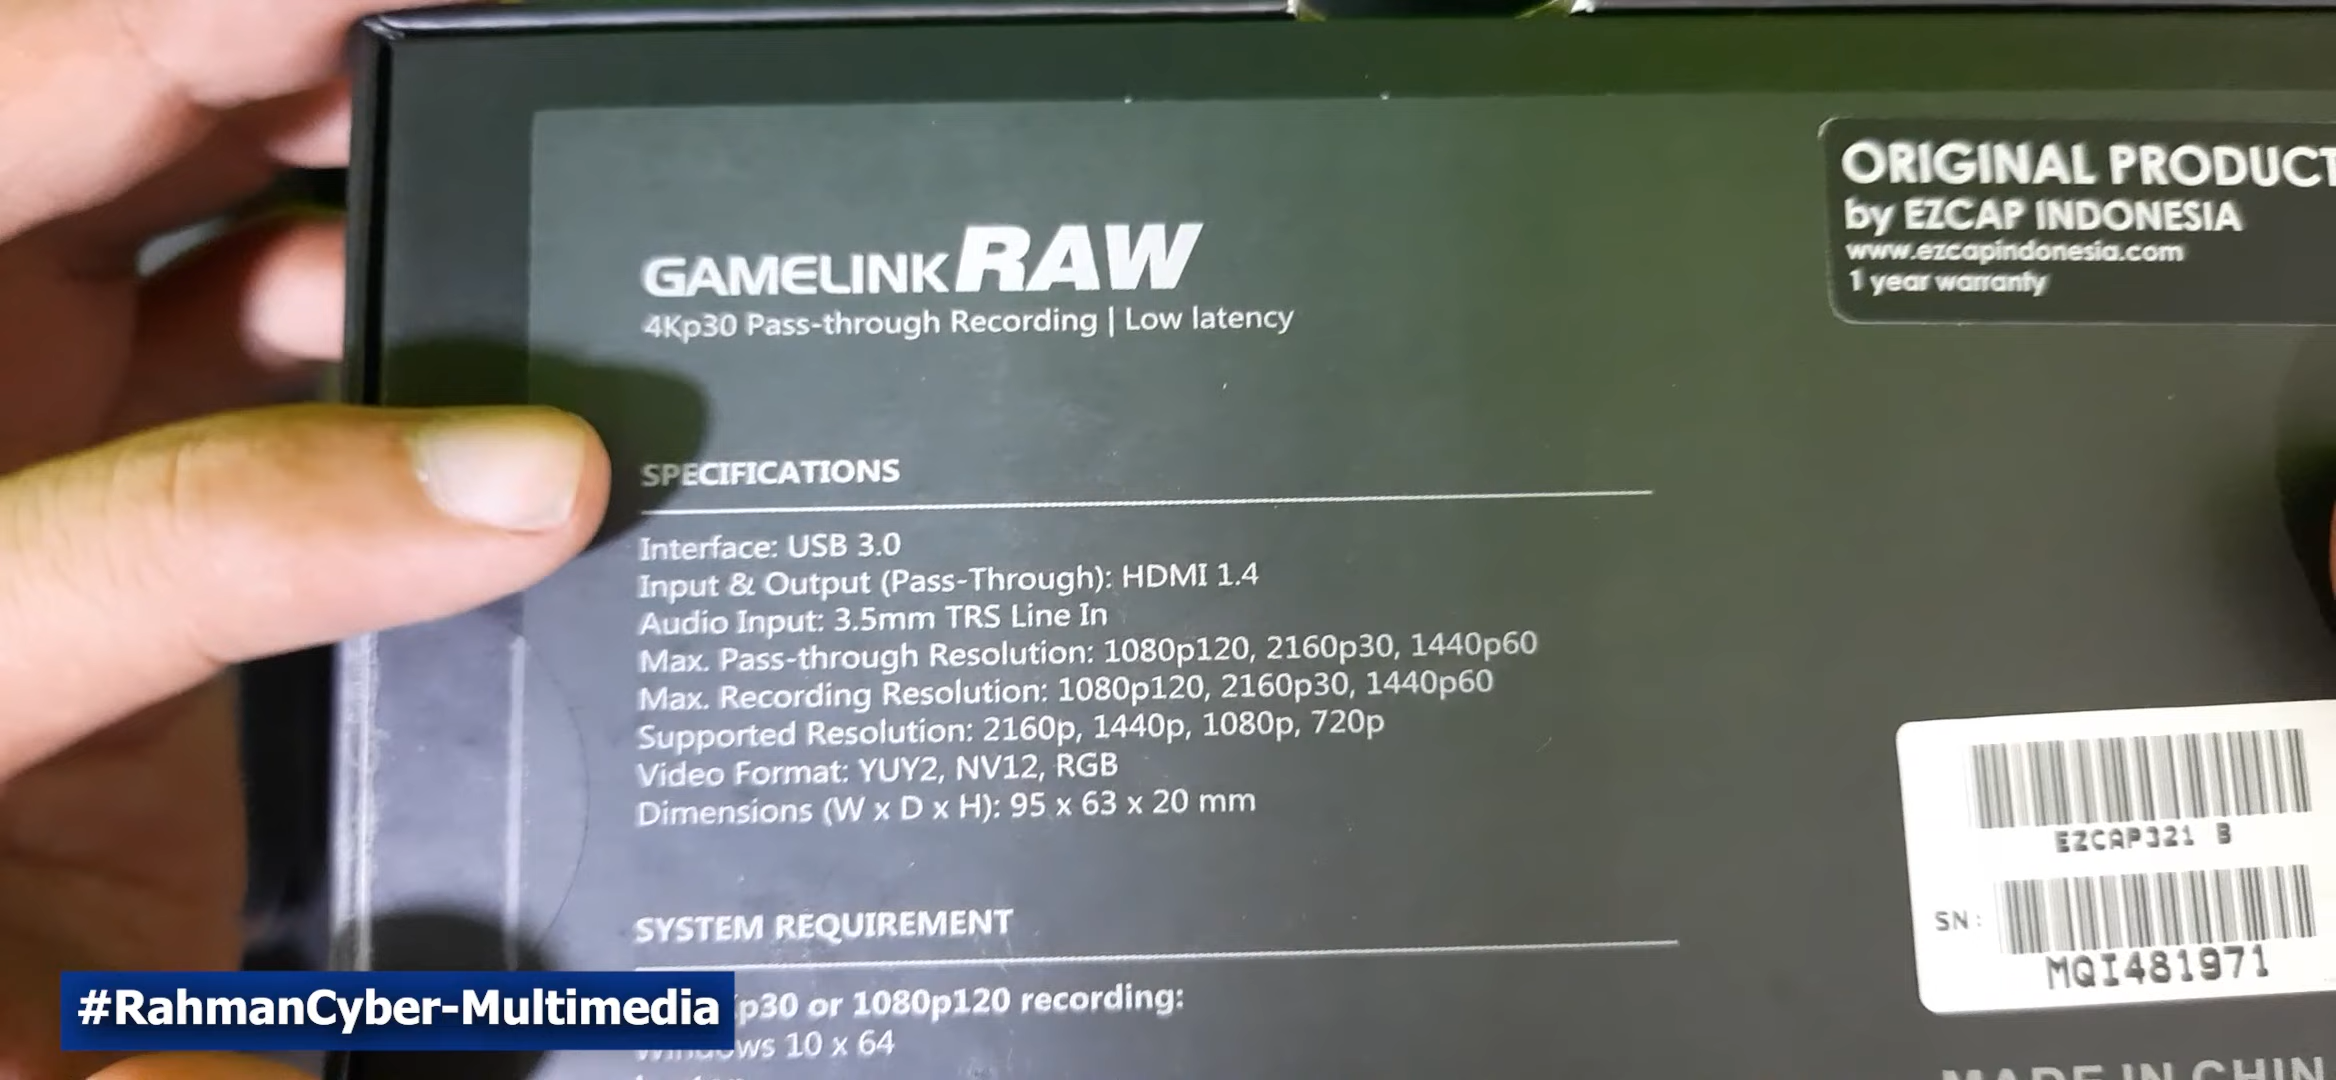 GAMELINK RAW
4Kp30 Pass-through Recording | Low latency
ORIGINAL PRODUCT
by EZCAP INDONESIA
www.ezcapindonesia.com
1 year warranty
SPECIFICATIONS
Interface: USB 3.0
Input & Output (Pass-Through): HDMI 1.4
Audio Input: 3.5mm TRS Line In
Max. Pass-through Resolution: 1080p120, 2160p30, 1440p60
Max. Recording Resolution: 1080p120, 2160p30, 1440p60
Supported Resolution: 2160p, 1440p, 1080p, 720p
Video Format: YUY2, NV12, RGB
Dimensions (W x D x H): 95 x 63 x 20 mm
EZCAP321 B
SN:
MQI481971
SYSTEM REQUIREMENT
p30 or 1080p120 recording:
Windows 10 x 64
MADE IN CHIN
#RahmanCyber-Multimedia